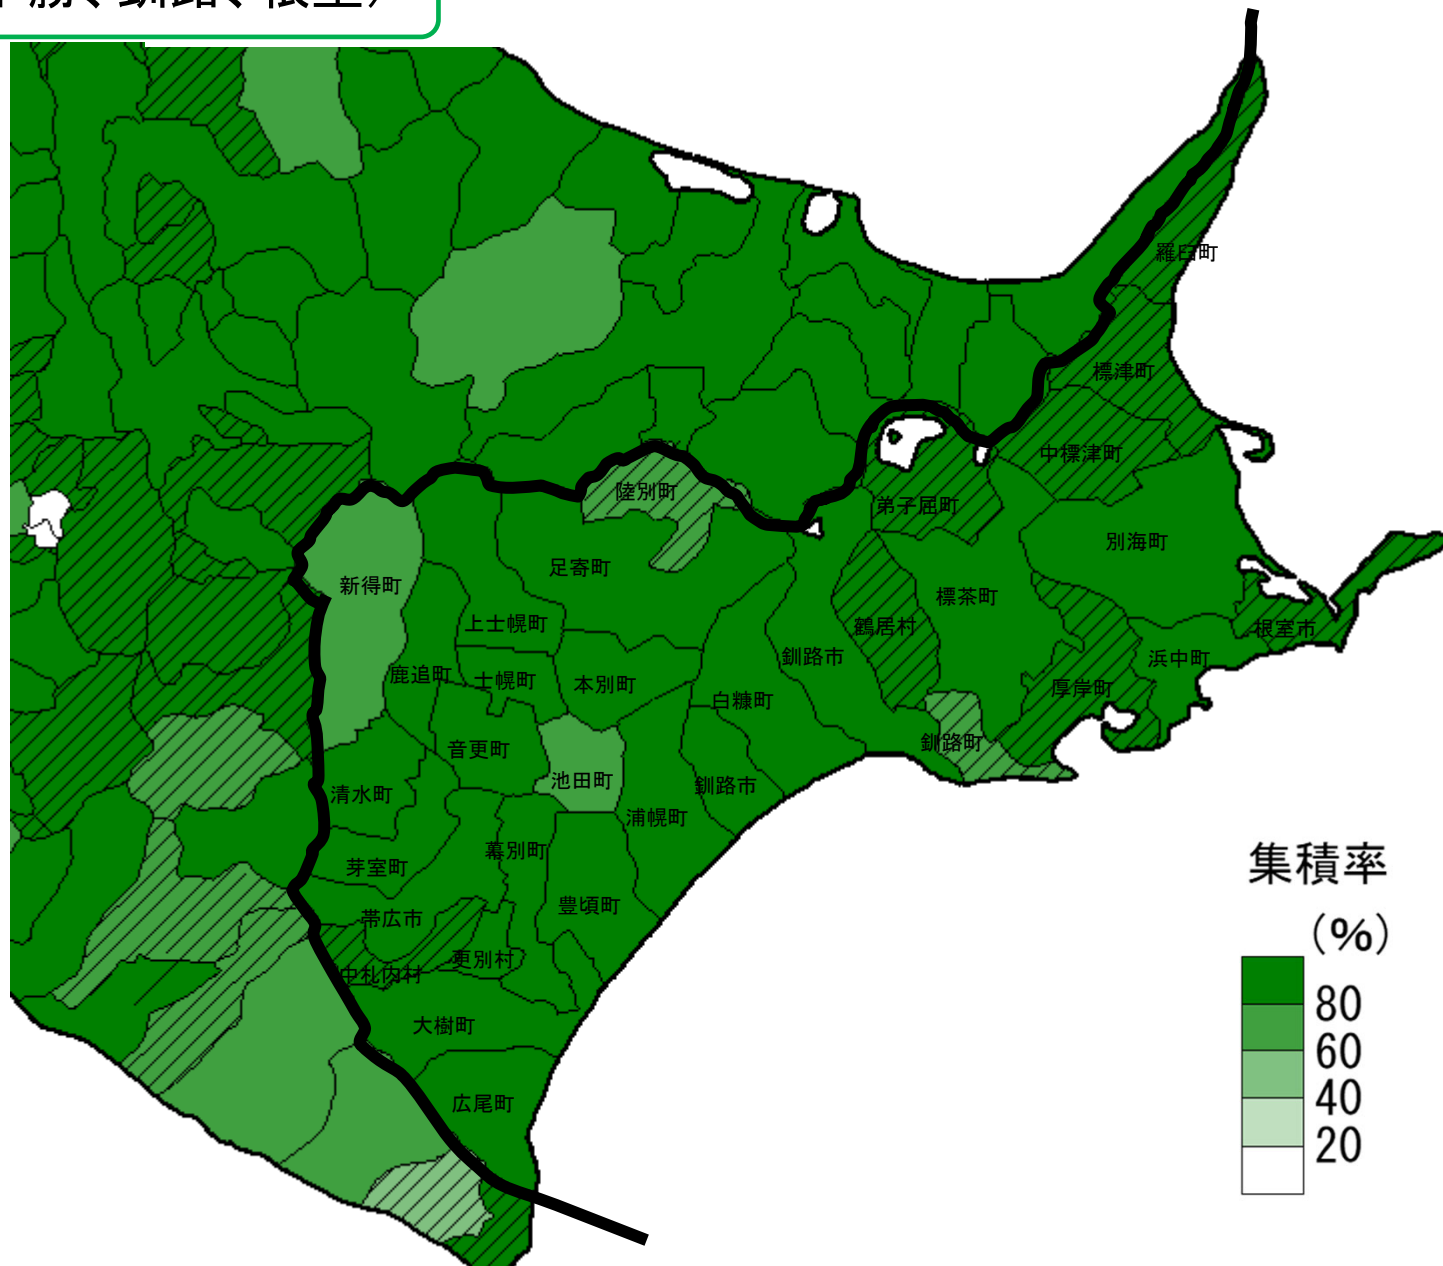 釧路、根室）
羅臼町
標津町
中標津町
陸別町
弟子屈町
別海町
足寄町
新得町
標茶町
上士幌町
鶴居村
根室市
釧路市
浜中町
鹿追町
士幌町
本別町
厚岸町
白糠町
釧路町
音更町
池田町
釧路市
清水町
浦幌町
幕別町
芽室町
豊頃町
帯広市
更別村
中札内村
大樹町
広尾町
集積率
（%）
80
60
40
20